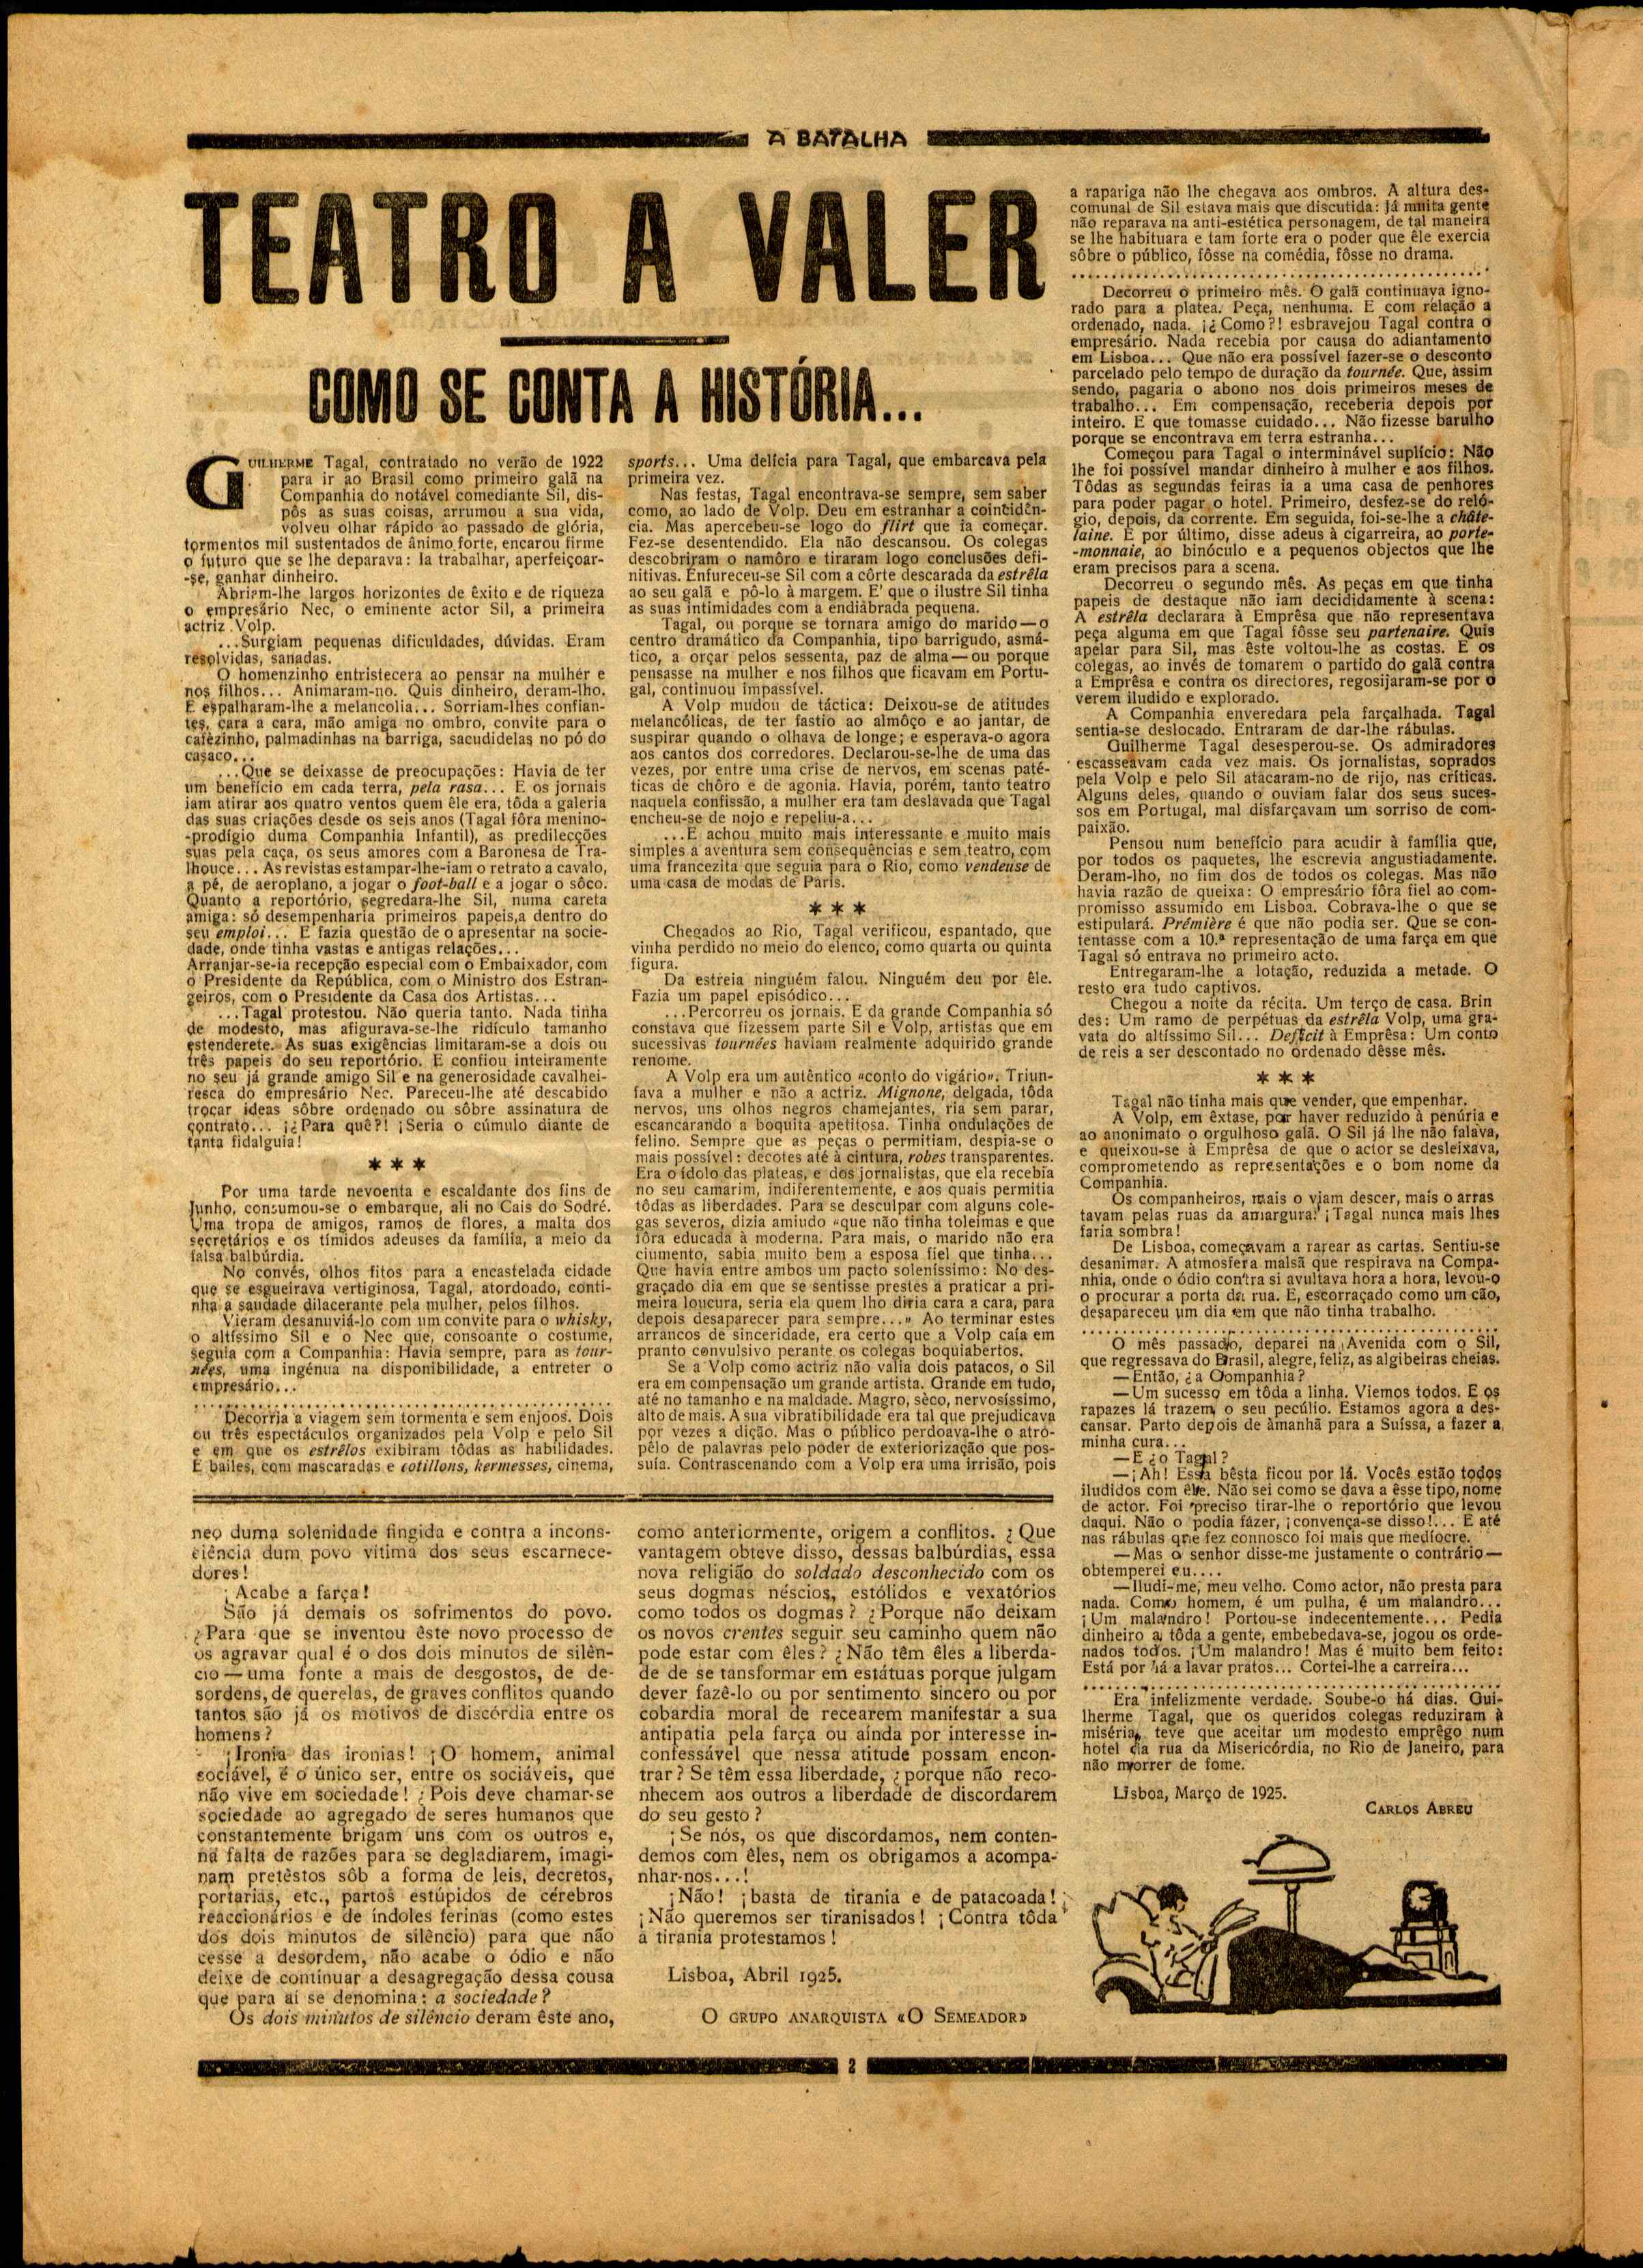 A BATALHA
TEATRO A VALER
COMO SE CONTA A HISTÓRIA...
GUILHERME Tagal, contratado no verão de 1922
para ir ao Brasil como primeiro galã na
Companhia do notável comediante Sil, dis-
pôs as suas coisas, arrumou a sua vida,
volveu olhar rápido ao passado de glória,
tormentos mil sustentados de ânimo forte, encarou firme
o futuro que se lhe deparava: Ia trabalhar, aperfeiçoar-
-se, ganhar dinheiro.
Abriam-lhe largos horizontes de êxito e de riqueza
o empresário Nec, o eminente actor Sil, a primeira
actriz Volp.
...Surgiam pequenas dificuldades, dúvidas. Eram
resolvidas, sanadas.
O homenzinho entristecera ao pensar na mulher e
nos filhos... Animaram-no. Quis dinheiro, deram-lho.
E espalharam-lhe a melancolia... Sorriam-lhes confian-
tes, cara a cara, mão amiga no ombro, convite para o
cafèzinho, palmadinhas na barriga, sacudidelas no pó do
casaco...
...Que se deixasse de preocupações: Havia de ter
um benefício em cada terra, pela rasa... E os jornais
iam atirar aos quatro ventos quem êle era, tôda a galeria
das suas criações desde os seis anos (Tagal fôra menino-
-prodígio duma Companhia Infantil), as predilecções
suas pela caça, os seus amores com a Baronesa de Tra-
lhouce... As revistas estampar-lhe-iam o retrato a cavalo,
a pé, de aeroplano, a jogar o foot-ball e a jogar o sôco.
Quanto a reportório, segredara-lhe Sil, numa careta
amiga: só desempenharia primeiros papeis,a dentro do
seu emploi... E fazia questão de o apresentar na socie-
dade, onde tinha vastas e antigas relações...
Arranjar-se-ia recepção especial com o Embaixador, com
o Presidente da República, com o Ministro dos Estran-
geiros, com o Presidente da Casa dos Artistas...
...Tagal protestou. Não queria tanto. Nada tinha
de modesto, mas afigurava-se-lhe ridículo tamanho
estenderete. As suas exigências limitaram-se a dois ou
três papeis do seu reportório. E confiou inteiramente
no seu já grande amigo Sil e na generosidade cavalhei-
resca do empresário Nec. Pareceu-lhe até descabido
trocar ideas sôbre ordenado ou sôbre assinatura de
contrato... ¡¿Para quê?! ¡Seria o cúmulo diante de
tanta fidalguia!
* * *
Por uma tarde nevoenta e escaldante dos fins de
Junho, consumou-se o embarque, ali no Cais do Sodré.
Uma tropa de amigos, ramos de flores, a malta dos
secretários e os tímidos adeuses da família, a meio da
falsa balbúrdia.
No convés, olhos fitos para a encastelada cidade
que se esgueirava vertiginosa, Tagal, atordoado, conti-
nha a saudade dilacerante pela mulher, pelos filhos.
Vieram desanuviá-lo com um convite para o whisky,
o altíssimo Sil e o Nec que, consoante o costume,
seguia com a Companhia: Havia sempre, para as tour-
nées, uma ingénua na disponibilidade, a entreter o
empresário...
Decorria a viagem sem tormenta e sem enjoos. Dois
ou três espectáculos organizados pela Volp e pelo Sil
e em que os estrêlos exibiram tôdas as habilidades.
E bailes, com mascaradas e cotillons, kermesses, cinema,
sports... Uma delícia para Tagal, que embarcava pela
primeira vez.
Nas festas, Tagal encontrava-se sempre, sem saber
como, ao lado de Volp. Deu em estranhar a coincidên-
cia. Mas apercebeu-se logo do flirt que ia começar.
Fez-se desentendido. Ela não descansou. Os colegas
descobriram o namôro e tiraram logo conclusões defi-
nitivas. Enfureceu-se Sil com a côrte descarada da estrêla
ao seu galã e pô-lo à margem. E' que o ilustre Sil tinha
as suas intimidades com a endiàbrada pequena.
Tagal, ou porque se tornara amigo do marido—o
centro dramático da Companhia, tipo barrigudo, asmá-
tico, a orçar pelos sessenta, paz de alma—ou porque
pensasse na mulher e nos filhos que ficavam em Portu-
gal, continuou impassível.
A Volp mudou de táctica: Deixou-se de atitudes
melancólicas, de ter fastio ao almôço e ao jantar, de
suspirar quando o olhava de longe; e esperava-o agora
aos cantos dos corredores. Declarou-se-lhe de uma das
vezes, por entre uma crise de nervos, em scenas paté-
ticas de chôro e de agonia. Havia, porém, tanto teatro
naquela confissão, a mulher era tam deslavada que Tagal
encheu-se de nojo e repeliu-a...
...E achou muito mais interessante e muito mais
simples a aventura sem consequências e sem teatro, com
uma francezita que seguia para o Rio, como vendeuse de
uma casa de modas de Paris.
* * *
Chegados ao Rio, Tagal verificou, espantado, que
vinha perdido no meio do elenco, como quarta ou quinta
figura.
Da estreia ninguém falou. Ninguém deu por êle.
Fazia um papel episódico...
...Percorreu os jornais. E da grande Companhia só
constava que fizessem parte Sil e Volp, artistas que em
sucessivas tournées haviam realmente adquirido grande
renome.
A Volp era um autêntico «conto do vigário». Triun-
fava a mulher e não a actriz. Mignone, delgada, tôda
nervos, uns olhos negros chamejantes, ria sem parar,
escancarando a boquita apetitosa. Tinha ondulações de
felino. Sempre que as peças o permitiam, despia-se o
mais possível: decotes até à cintura, robes transparentes.
Era o ídolo das plateas, e dos jornalistas, que ela recebia
no seu camarim, indiferentemente, e aos quais permitia
tôdas as liberdades. Para se desculpar com alguns cole-
gas severos, dizia amiudo «que não tinha toleimas e que
fôra educada à moderna. Para mais, o marido não era
ciumento, sabia muito bem a esposa fiel que tinha...
Que havia entre ambos um pacto soleníssimo: No des-
graçado dia em que se sentisse prestes a praticar a pri-
meira loucura, seria ela quem lho diria cara a cara, para
depois desaparecer para sempre...» Ao terminar estes
arrancos de sinceridade, era certo que a Volp caía em
pranto convulsivo perante os colegas boquiabertos.
Se a Volp como actriz não valia dois patacos, o Sil
era em compensação um grande artista. Grande em tudo,
até no tamanho e na maldade. Magro, sêco, nervosíssimo,
alto de mais. A sua vibratibilidade era tal que prejudicava
por vezes a dição. Mas o público perdoava-lhe o atro-
pêlo de palavras pelo poder de exteriorização que pos-
suía. Contrascenando com a Volp era uma irrisão, pois
a rapariga não lhe chegava aos ombros. A altura des-
comunal de Sil estava mais que discutida: Já muita gente
não reparava na anti-estética personagem, de tal maneira
se lhe habituara e tam forte era o poder que êle exercia
sôbre o público, fôsse na comédia, fôsse no drama.
Decorreu o primeiro mês. O galã continuava igno-
rado para a platea. Peça, nenhuma. E com relação a
ordenado, nada. ¡¿Como?! esbravejou Tagal contra o
empresário. Nada recebia por causa do adiantamento
em Lisboa... Que não era possível fazer-se o desconto
parcelado pelo tempo de duração da tournée. Que, assim
sendo, pagaria o abono nos dois primeiros meses de
trabalho... Em compensação, receberia depois por
inteiro. E que tomasse cuidado... Não fizesse barulho
porque se encontrava em terra estranha...
Começou para Tagal o interminável suplício: Não
lhe foi possível mandar dinheiro à mulher e aos filhos.
Tôdas as segundas feiras ia a uma casa de penhores
para poder pagar o hotel. Primeiro, desfez-se do reló-
gio, depois, da corrente. Em seguida, foi-se-lhe a châte-
laine. E por último, disse adeus à cigarreira, ao porte-
-monnaie, ao binóculo e a pequenos objectos que lhe
eram precisos para a scena.
Decorreu o segundo mês. As peças em que tinha
papeis de destaque não iam decididamente à scena:
A estrêla declarara à Emprêsa que não representava
peça alguma em que Tagal fôsse seu partenaire. Quis
apelar para Sil, mas êste voltou-lhe as costas. E os
colegas, ao invés de tomarem o partido do galã contra
a Emprêsa e contra os directores, regosijaram-se por o
verem iludido e explorado.
A Companhia enveredara pela farçalhada. Tagal
sentia-se deslocado. Entraram de dar-lhe rábulas.
Guilherme Tagal desesperou-se. Os admiradores
escasseavam cada vez mais. Os jornalistas, soprados
pela Volp e pelo Sil atacaram-no de rijo, nas críticas.
Alguns deles, quando o ouviam falar dos seus suces-
sos em Portugal, mal disfarçavam um sorriso de com-
paixão.
Pensou num benefício para acudir à família que,
por todos os paquetes, lhe escrevia angustiadamente.
Deram-lho, no fim dos de todos os colegas. Mas não
havia razão de queixa: O empresário fôra fiel ao com-
promisso assumido em Lisboa. Cobrava-lhe o que se
estipulará. Prémière é que não podia ser. Que se con-
tentasse com a 10.ª representação de uma farça em que
Tagal só entrava no primeiro acto.
Entregaram-lhe a lotação, reduzida a metade. O
resto era tudo captivos.
Chegou a noite da récita. Um terço de casa. Brin
des: Um ramo de perpétuas da estrêla Volp, uma gra-
vata do altíssimo Sil... Deficit à Emprêsa: Um conto
de reis a ser descontado no ordenado dêsse mês.
* * *
Tagal não tinha mais que vender, que empenhar.
A Volp, em êxtase, por haver reduzido à penúria e
ao anonimato o orgulhoso galã. O Sil já lhe não falava,
e queixou-se à Emprêsa de que o actor se desleixava,
comprometendo as representações e o bom nome da
Companhia.
Os companheiros, mais o viam descer, mais o arras
tavam pelas ruas da amargura: ¡Tagal nunca mais lhes
faria sombra!
De Lisboa, começavam a rarear as cartas. Sentiu-se
desanimar. A atmosfera malsã que respirava na Compa-
nhia, onde o ódio contra si avultava hora a hora, levou-o
o procurar a porta da rua. E, escorraçado como um cão,
desapareceu um dia em que não tinha trabalho.
O mês passado, deparei na Avenida com o Sil,
que regressava do Brasil, alegre, feliz, as algibeiras cheias.
—Então, ¿a Companhia?
—Um sucesso em tôda a linha. Viemos todos. E os
rapazes lá trazem o seu pecúlio. Estamos agora a des-
cansar. Parto depois de àmanhã para a Suíssa, a fazer a
minha cura...
—E ¿o Tagal?
—¡Ah! Essa bêsta ficou por lá. Vocês estão todos
iludidos com êle. Não sei como se dava a êsse tipo, nome
de actor. Foi preciso tirar-lhe o reportório que levou
daqui. Não o podia fazer, ¡convença-se disso!... E até
nas rábulas que fez connosco foi mais que medíocre.
—Mas o senhor disse-me justamente o contrário—
obtemperei eu....
—Iludi-me, meu velho. Como actor, não presta para
nada. Como homem, é um pulha, é um malandro...
¡Um malandro! Portou-se indecentemente... Pedia
dinheiro a tôda a gente, embebedava-se, jogou os orde-
nados todos. ¡Um malandro! Mas é muito bem feito:
Está por lá a lavar pratos... Cortei-lhe a carreira...
Era infelizmente verdade. Soube-o há dias. Gui-
lherme Tagal, que os queridos colegas reduziram à
miséria, teve que aceitar um modesto emprêgo num
hotel da rua da Misericórdia, no Rio de Janeiro, para
não morrer de fome.
Lisboa, Março de 1925.
CARLOS ABREU
neo duma solenidade fingida e contra a incons-
ciência dum povo vítima dos seus escarnece-
dores!
¡Acabe a farça!
São já demais os sofrimentos do povo.
¿Para que se inventou êste novo processo de
os agravar qual é o dos dois minutos de silên-
cio—uma fonte a mais de desgostos, de de-
sordens, de querelas, de graves conflitos quando
tantos são já os motivos de discórdia entre os
homens?
¡Ironia das ironias! ¡O homem, animal
sociável, é o único ser, entre os sociáveis, que
não vive em sociedade! ¿Pois deve chamar-se
sociedade ao agregado de seres humanos que
constantemente brigam uns com os outros e,
na falta de razões para se degladiarem, imagi-
nam pretêstos sôb a forma de leis, decretos,
portarias, etc., partos estúpidos de cérebros
reaccionários e de índoles ferinas (como estes
dos dois minutos de silêncio) para que não
cesse a desordem, não acabe o ódio e não
deixe de continuar a desagregação dessa cousa
que para aí se denomina: a sociedade?
Os dois minutos de silêncio deram êste ano,
como anteriormente, origem a conflitos. ¿Que
vantagem obteve disso, dessas balbúrdias, essa
nova religião do soldado desconhecido com os
seus dogmas néscios, estólidos e vexatórios
como todos os dogmas? ¿Porque não deixam
os novos crentes seguir seu caminho quem não
pode estar com êles? ¿Não têm êles a liberda-
de de se tansformar em estátuas porque julgam
dever fazê-lo ou por sentimento sincero ou por
cobardia moral de recearem manifestar a sua
antipatia pela farça ou aínda por interesse in-
confessável que nessa atitude possam encon-
trar? Se têm essa liberdade, ¿porque não reco-
nhecem aos outros a liberdade de discordarem
do seu gesto?
¡Se nós, os que discordamos, nem conten-
demos com êles, nem os obrigamos a acompa-
nhar-nos...!
¡Não! ¡basta de tirania e de patacoada!
¡Não queremos ser tiranisados! ¡Contra tôda
a tirania protestamos!
Lisboa, Abril 1925.
O GRUPO ANARQUISTA «O SEMEADOR»
2